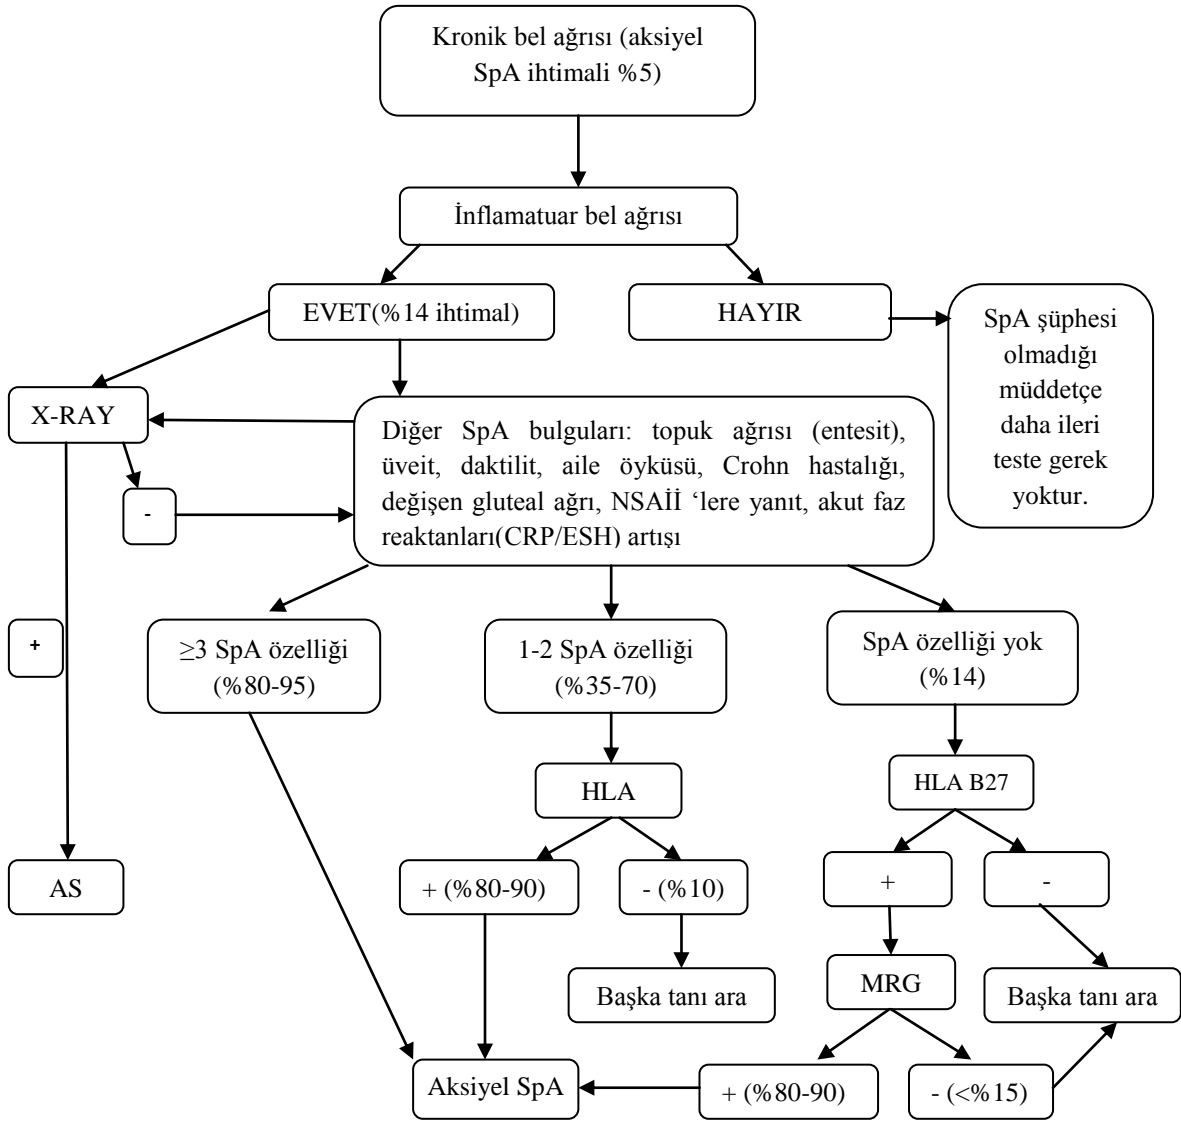 Kronik bel ağrısı (aksiyel
SpA ihtimali %5)
İnflamatuar bel ağrısı
EVET(%14 ihtimal)
HAYIR
SpA şüphesi
olmadığı
müddetçe
daha ileri
teste gerek
yoktur.
X-RAY
Diğer SpA bulguları: topuk ağrısı (entesit),
üveit, daktilit, aile öyküsü, Crohn hastalığı,
değişen gluteal ağrı, NSAİİ ‘lere yanıt, akut faz
reaktanları(CRP/ESH) artışı
-
+
≥3 SpA özelliği
(%80-95)
1-2 SpA özelliği
(%35-70)
SpA özelliği yok
(%14)
HLA
HLA B27
AS
+ (%80-90)
- (%10)
+
-
Başka tanı ara
MRG
Başka tanı ara
Aksiyel SpA
+ (%80-90)
- (<%15)